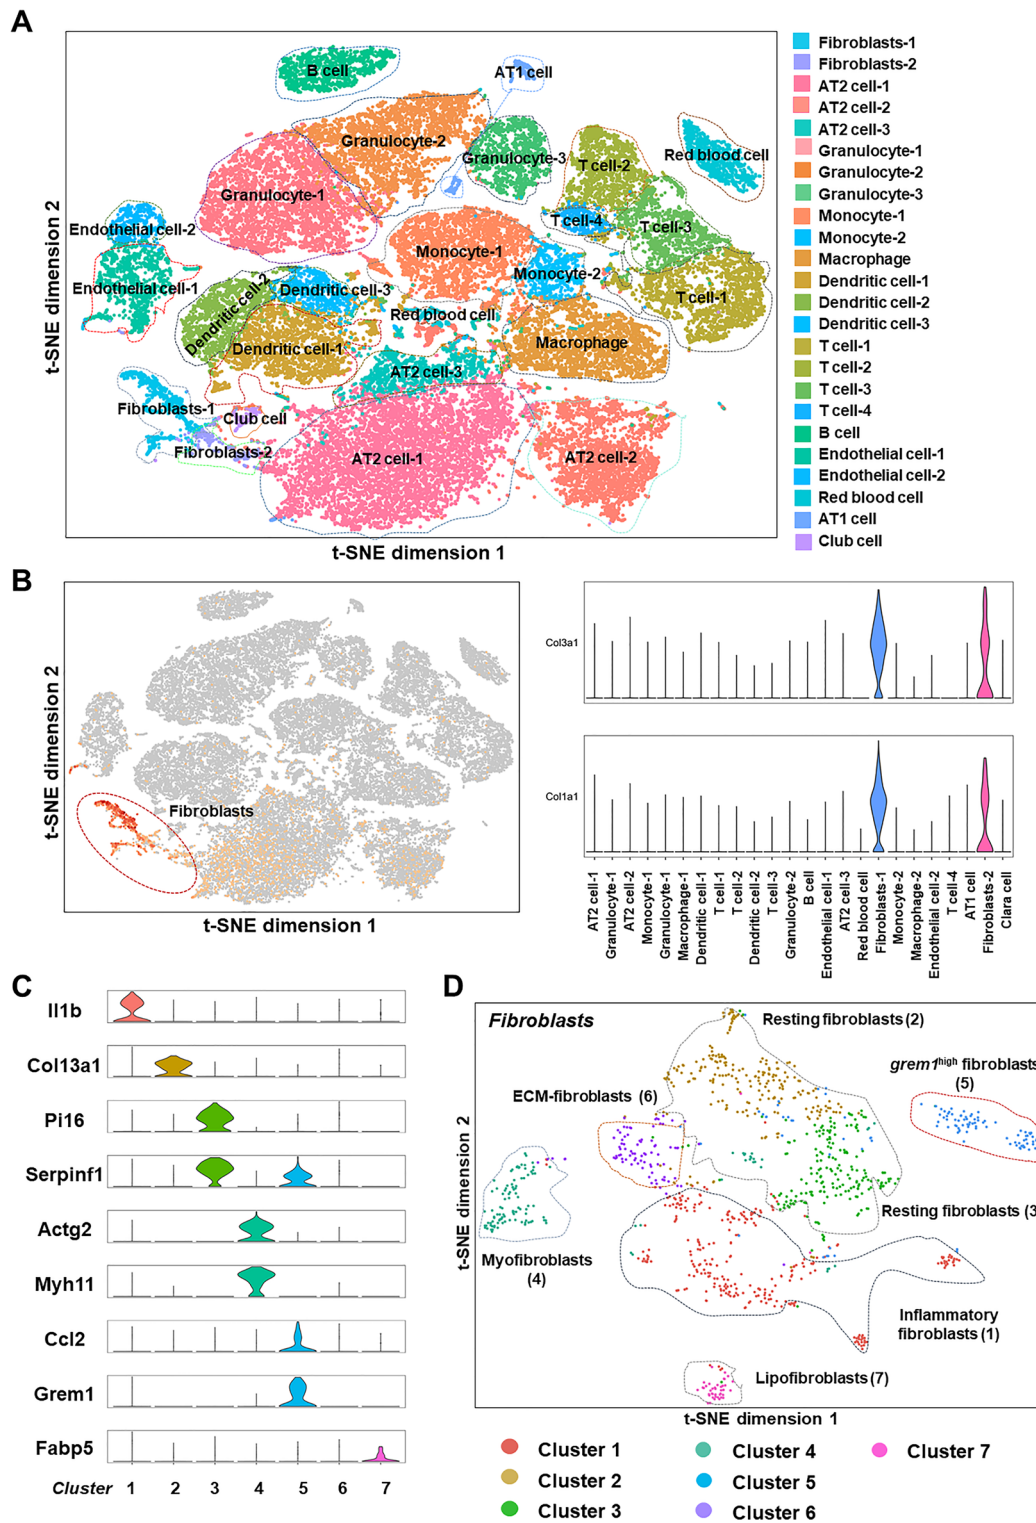 A
B cell
AT1 cell
Granulocyte-2
Granulocyte-3
T cell-2
Red blood cell
Granulocyte-1
Endothelial cell-2
T cell-4
T cell-3
Monocyte-1
Monocyte-2
Endothelial cell-1
Dendritic cell-2
Dendritic cell-3
T cell-1
Red blood cell
Dendritic cell-1
Macrophage
AT2 cell-3
Fibroblasts-1
Club cell
Fibroblasts-2
AT2 cell-1
AT2 cell-2
t-SNE dimension 2
t-SNE dimension 1
Fibroblasts-1
Fibroblasts-2
AT2 cell-1
AT2 cell-2
AT2 cell-3
Granulocyte-1
Granulocyte-2
Granulocyte-3
Monocyte-1
Monocyte-2
Macrophage
Dendritic cell-1
Dendritic cell-2
Dendritic cell-3
T cell-1
T cell-2
T cell-3
T cell-4
B cell
Endothelial cell-1
Endothelial cell-2
Red blood cell
AT1 cell
Club cell
B
Fibroblasts
t-SNE dimension 2
t-SNE dimension 1
Col3a1
Col1a1
AT2 cell-1
Granulocyte-1
AT2 cell-2
Monocyte-1
Granulocyte-1
Macrophage-1
Dendritic cell-1
T cell-1
T cell-2
Dendritic cell-2
T cell-3
Granulocyte-2
B cell
Endothelial cell-1
AT2 cell-3
Red blood cell
Fibroblasts-1
Monocyte-2
Macrophage-2
Endothelial cell-2
T cell-4
AT1 cell
Fibroblasts-2
Clara cell
C
Il1b
Col13a1
Pi16
Serpinf1
Actg2
Myh11
Ccl2
Grem1
Fabp5
Cluster 1 2 3 4 5 6 7
D
Fibroblasts
Resting fibroblasts (2)
grem1high fibroblasts
(5)
ECM-fibroblasts (6)
Resting fibroblasts (3
Myofibroblasts
(4)
Inflammatory
fibroblasts (1)
Lipofibroblasts (7)
t-SNE dimension 2
t-SNE dimension 1
Cluster 1
Cluster 2
Cluster 3
Cluster 4
Cluster 5
Cluster 6
Cluster 7